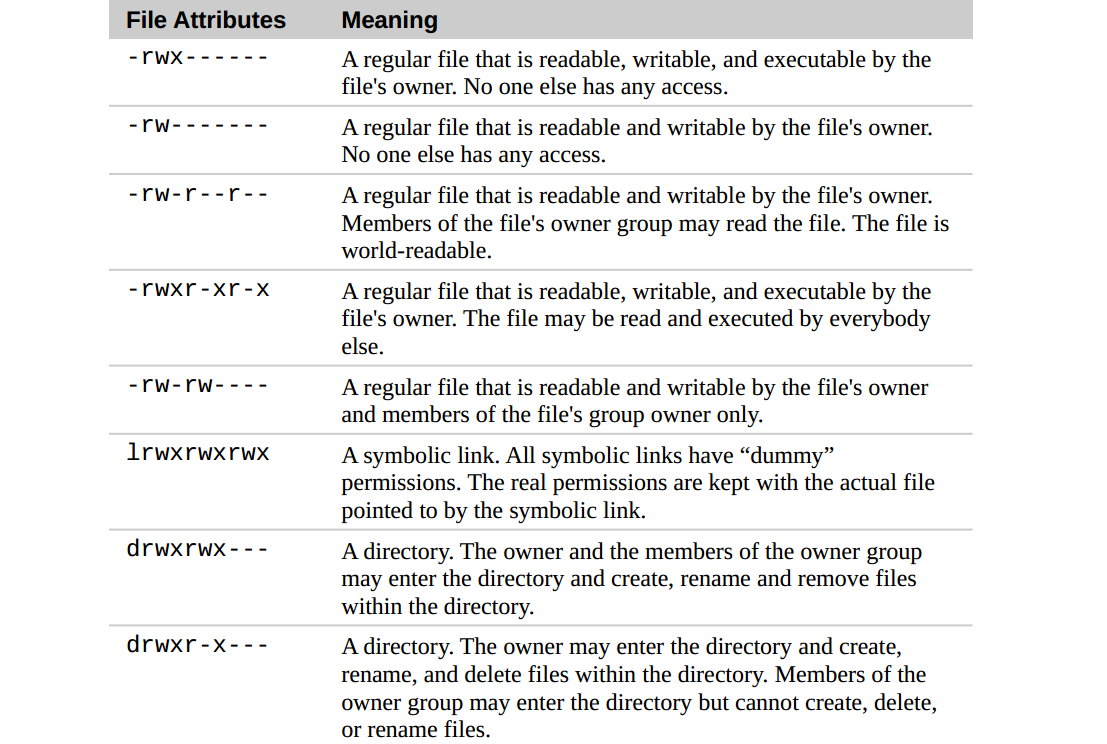 File Attributes Meaning
-rwx------ A regular file that is readable, writable, and executable by the
file's owner. No one else has any access.
-rw------- A regular file that is readable and writable by the file's owner.
No one else has any access.
-rw-r--r-- A regular file that is readable and writable by the file's owner.
Members of the file's owner group may read the file. The file is
world-readable.
-rwxr-xr-x A regular file that is readable, writable, and executable by the
file's owner. The file may be read and executed by everybody
else.
-rw-rw---- A regular file that is readable and writable by the file's owner
and members of the file's group owner only.
lrwxrwxrwx A symbolic link. All symbolic links have “dummy”
permissions. The real permissions are kept with the actual file
pointed to by the symbolic link.
drwxrwx--- A directory. The owner and the members of the owner group
may enter the directory and create, rename and remove files
within the directory.
drwxr-x--- A directory. The owner may enter the directory and create,
rename, and delete files within the directory. Members of the
owner group may enter the directory but cannot create, delete,
or rename files.